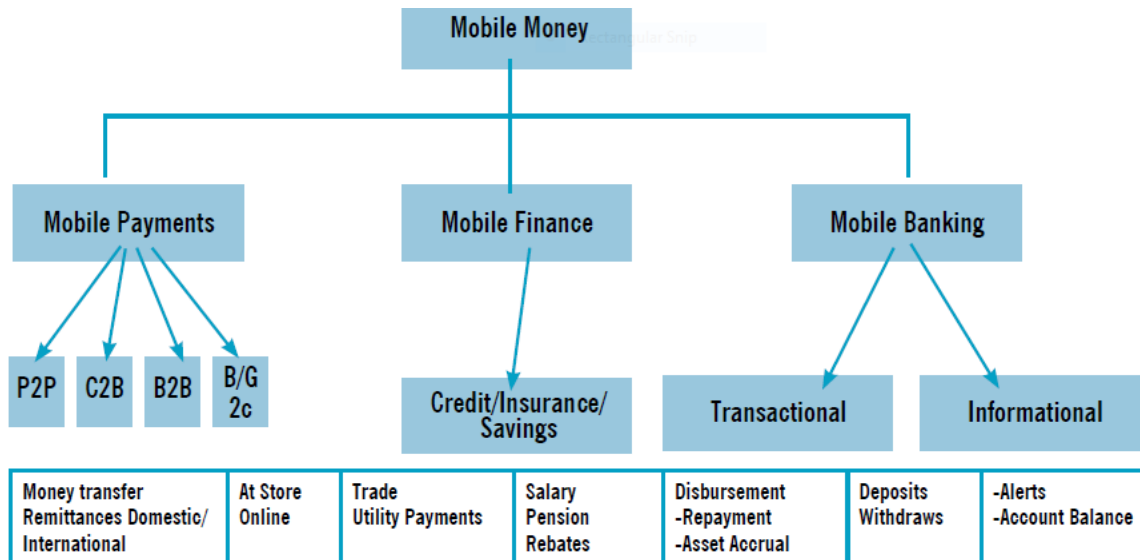 Mobile Money
Rectangular Snip
Mobile Payments
Mobile Finance
Mobile Banking
P2P
C2B
B2B
B/G
2c
Credit/Insurance/
Savings
Transactional
Informational
Money transfer
Remittances Domestic/
International
At Store
Online
Trade
Utility Payments
Salary
Pension
Rebates
Disbursement
-Repayment
-Asset Accrual
Deposits
Withdraws
-Alerts
-Account Balance